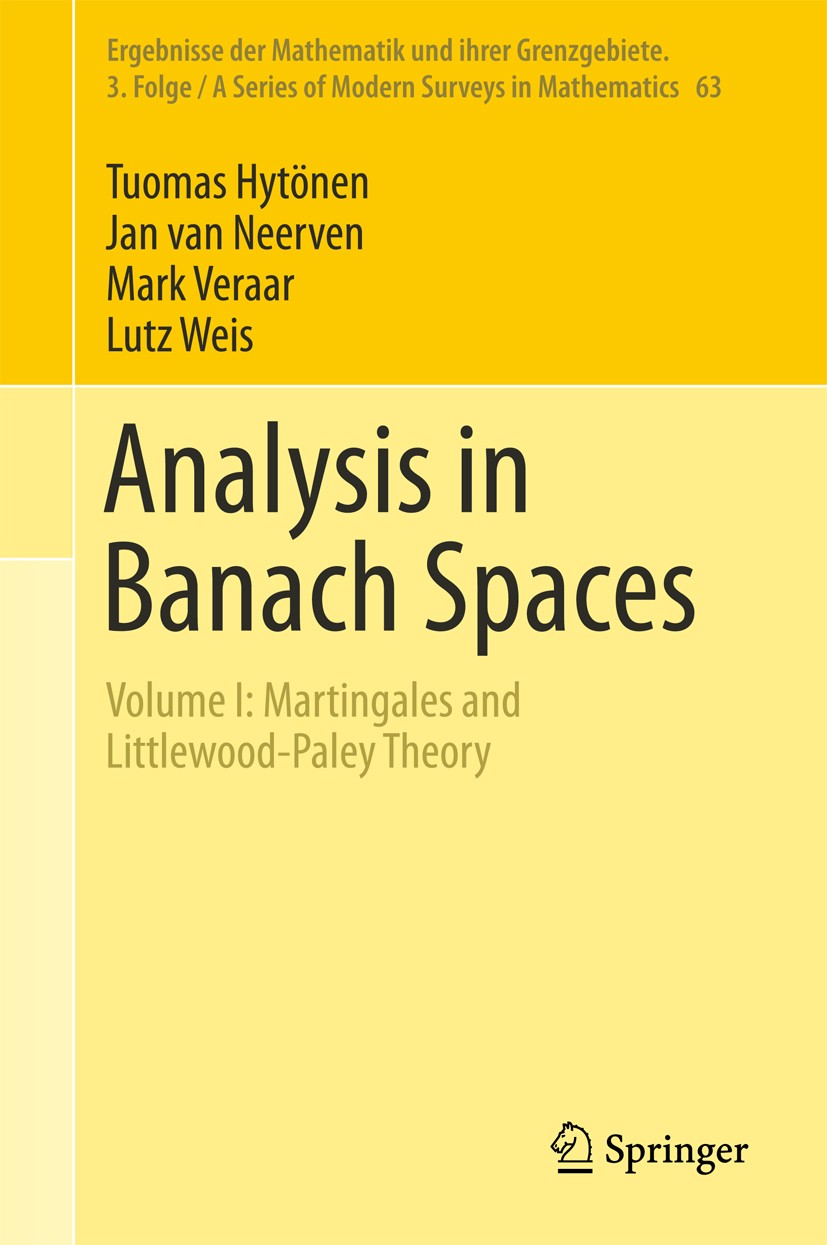 Ergebnisse der Mathematik und ihrer Grenzgebiete.
3. Folge / A Series of Modern Surveys in Mathematics 63
Tuomas Hytönen
Jan van Neerven
Mark Veraar
Lutz Weis
Analysis in
Banach Spaces
Volume I: Martingales and
Littlewood-Paley Theory
Springer